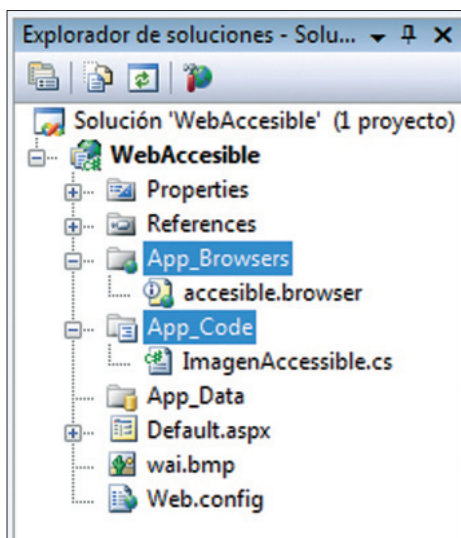 Explorador de soluciones - Solu...
Solución 'WebAccesible' (1 proyecto)
WebAccesible
Properties
References
App_Browsers
accesible.browser
App_Code
ImagenAccessible.cs
App_Data
Default.aspx
wai.bmp
Web.config